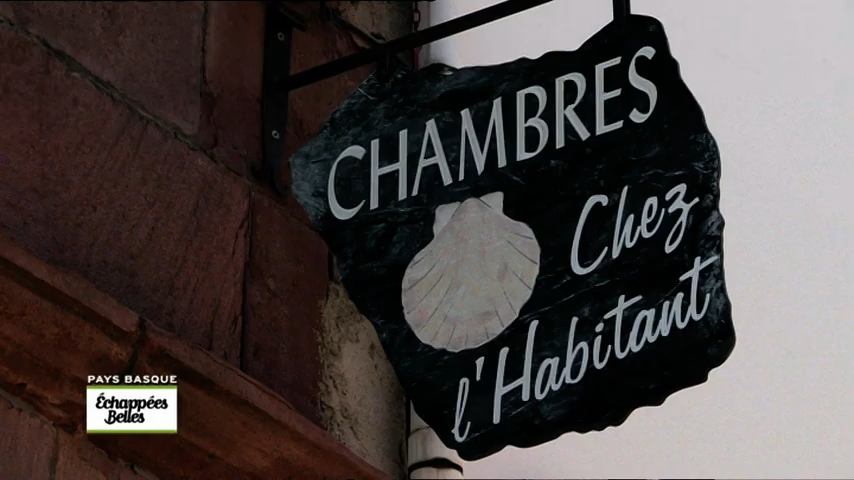 CHAMBRES
Chez
l'Habitant
PAYS BASQUE
Échappées
Belles